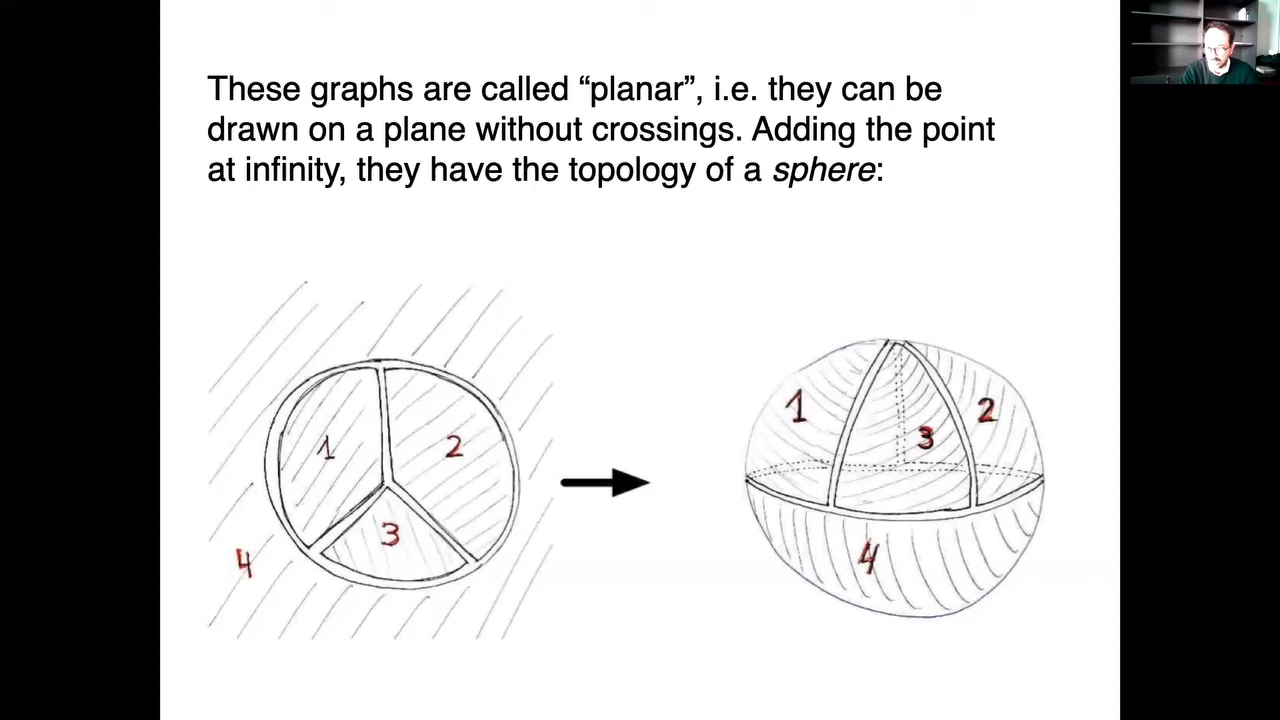 These graphs are called “planar”, i.e. they can be
drawn on a plane without crossings. Adding the point
at infinity, they have the topology of a sphere:
1
2
3
4
1
2
3
4